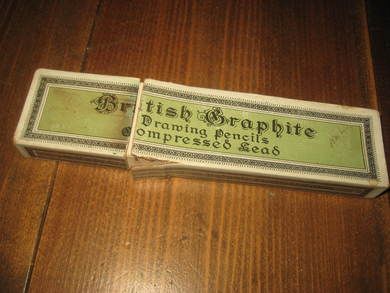 British Graphite
Drawing Pencils
Compressed Lead